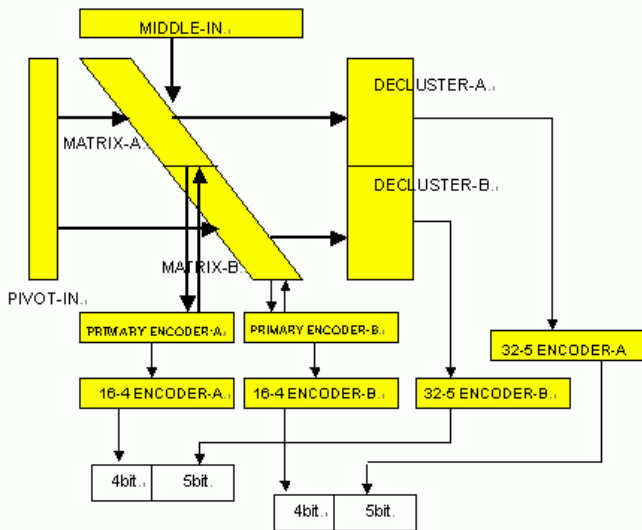 MIDDLE-IN.
DECLUSTER-A.
MATRIX-A.
DECLUSTER-B.
MATRIX-B.
PIVOT-IN.
PRIMARY ENCODER-A
PRIMARY ENCODER-B
32-5 ENCODER-A
16-4 ENCODER-A.
16-4 ENCODER-B.
32-5 ENCODER-B.
4bit.
5bit.
4bit.
5bit.